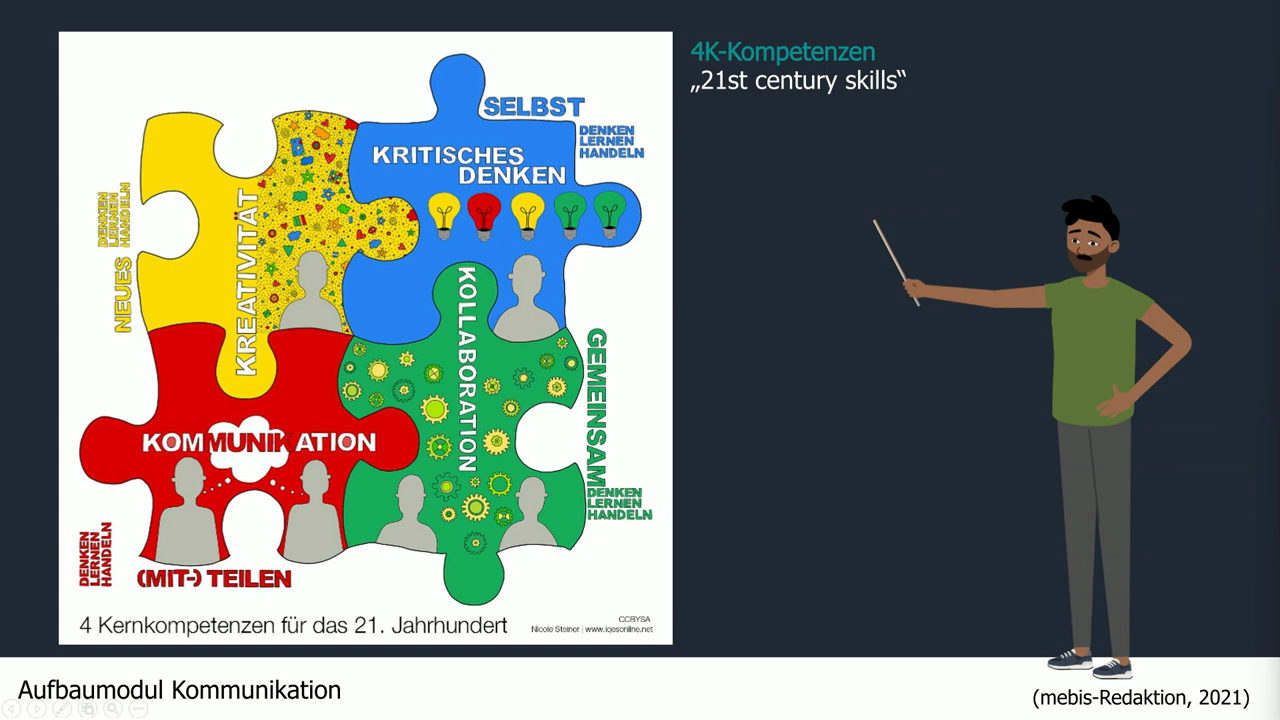 4K-Kompetenzen
„21st century skills“
SELBST
DENKEN
LERNEN
HANDELN
KRITISCHES
DENKEN
KREATIVITÄT
NEUES
DENKEN
LERNEN
HANDELN
KOLLABORATION
GEMEINSAM
DENKEN
LERNEN
HANDELN
KOMMUNIKATION
DENKEN
LERNEN
HANDELN
(MIT-) TEILEN
4 Kernkompetenzen für das 21. Jahrhundert
CCBYSA
Nicole Steiner | www.iqesonline.net
Aufbaumodul Kommunikation
(mebis-Redaktion, 2021)